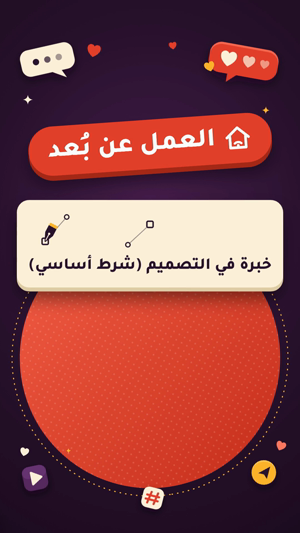 العمل عن بُعد
خبرة في التصميم (شرط أساسي)
#